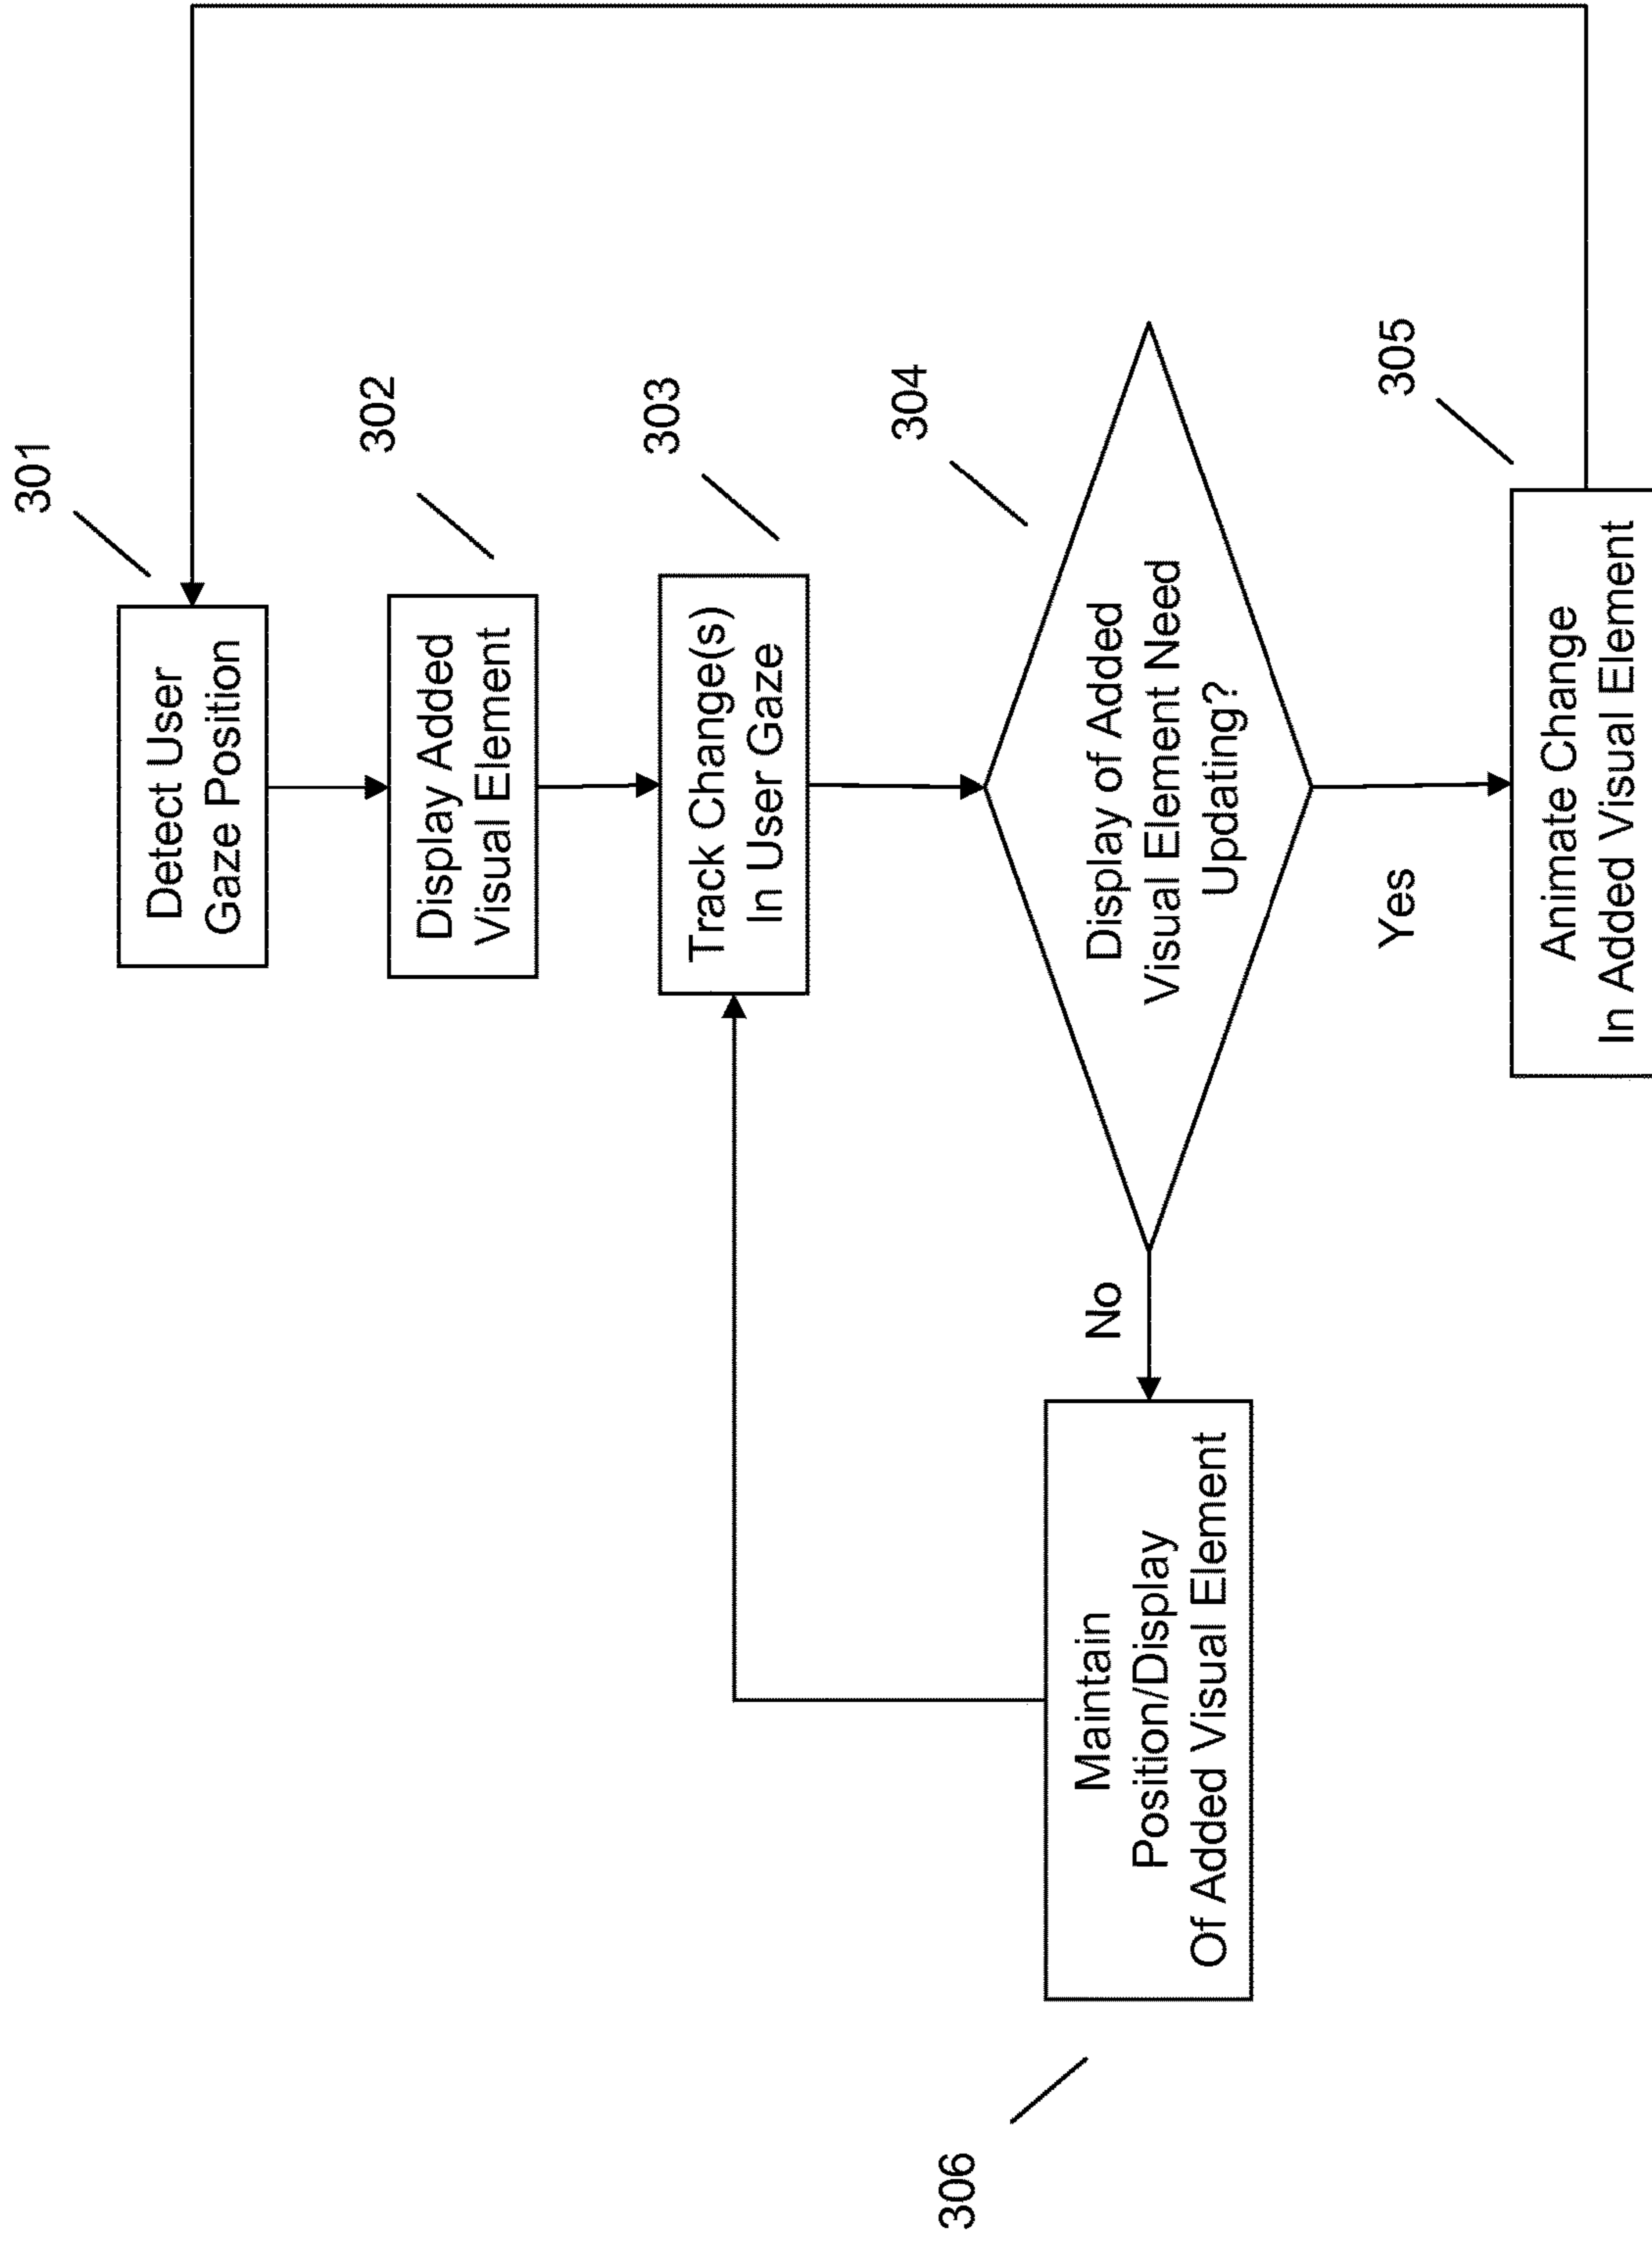 301
Detect User
Gaze Position
302
Display Added
Visual Element
303
Track Change(s)
In User Gaze
304
Display of Added
Visual Element Need
Updating?
No
Yes
305
Animate Change
In Added Visual Element
306
Maintain
Position/Display
Of Added Visual Element